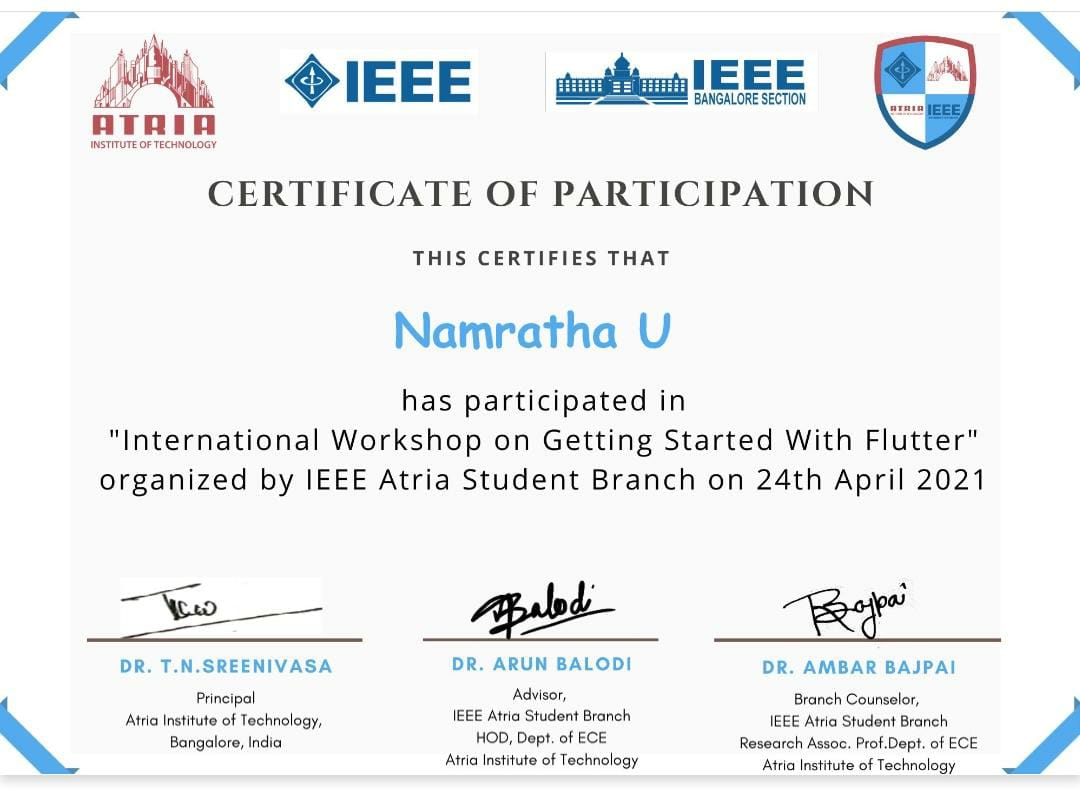 ATRIA
INSTITUTE OF TECHNOLOGY
IEEE
IEEE
BANGALORE SECTION
ATRIA IEEE
CERTIFICATE OF PARTICIPATION
THIS CERTIFIES THAT
Namratha U
has participated in
"International Workshop on Getting Started With Flutter"
organized by IEEE Atria Student Branch on 24th April 2021
Balodi
Bajpai
DR. T.N.SREENIVASA
Principal
Atria Institute of Technology,
Bangalore, India
DR. ARUN BALODI
Advisor,
IEEE Atria Student Branch
HOD, Dept. of ECE
Atria Institute of Technology
DR. AMBAR BAJPAI
Branch Counselor,
IEEE Atria Student Branch
Research Assoc. Prof.Dept. of ECE
Atria Institute of Technology